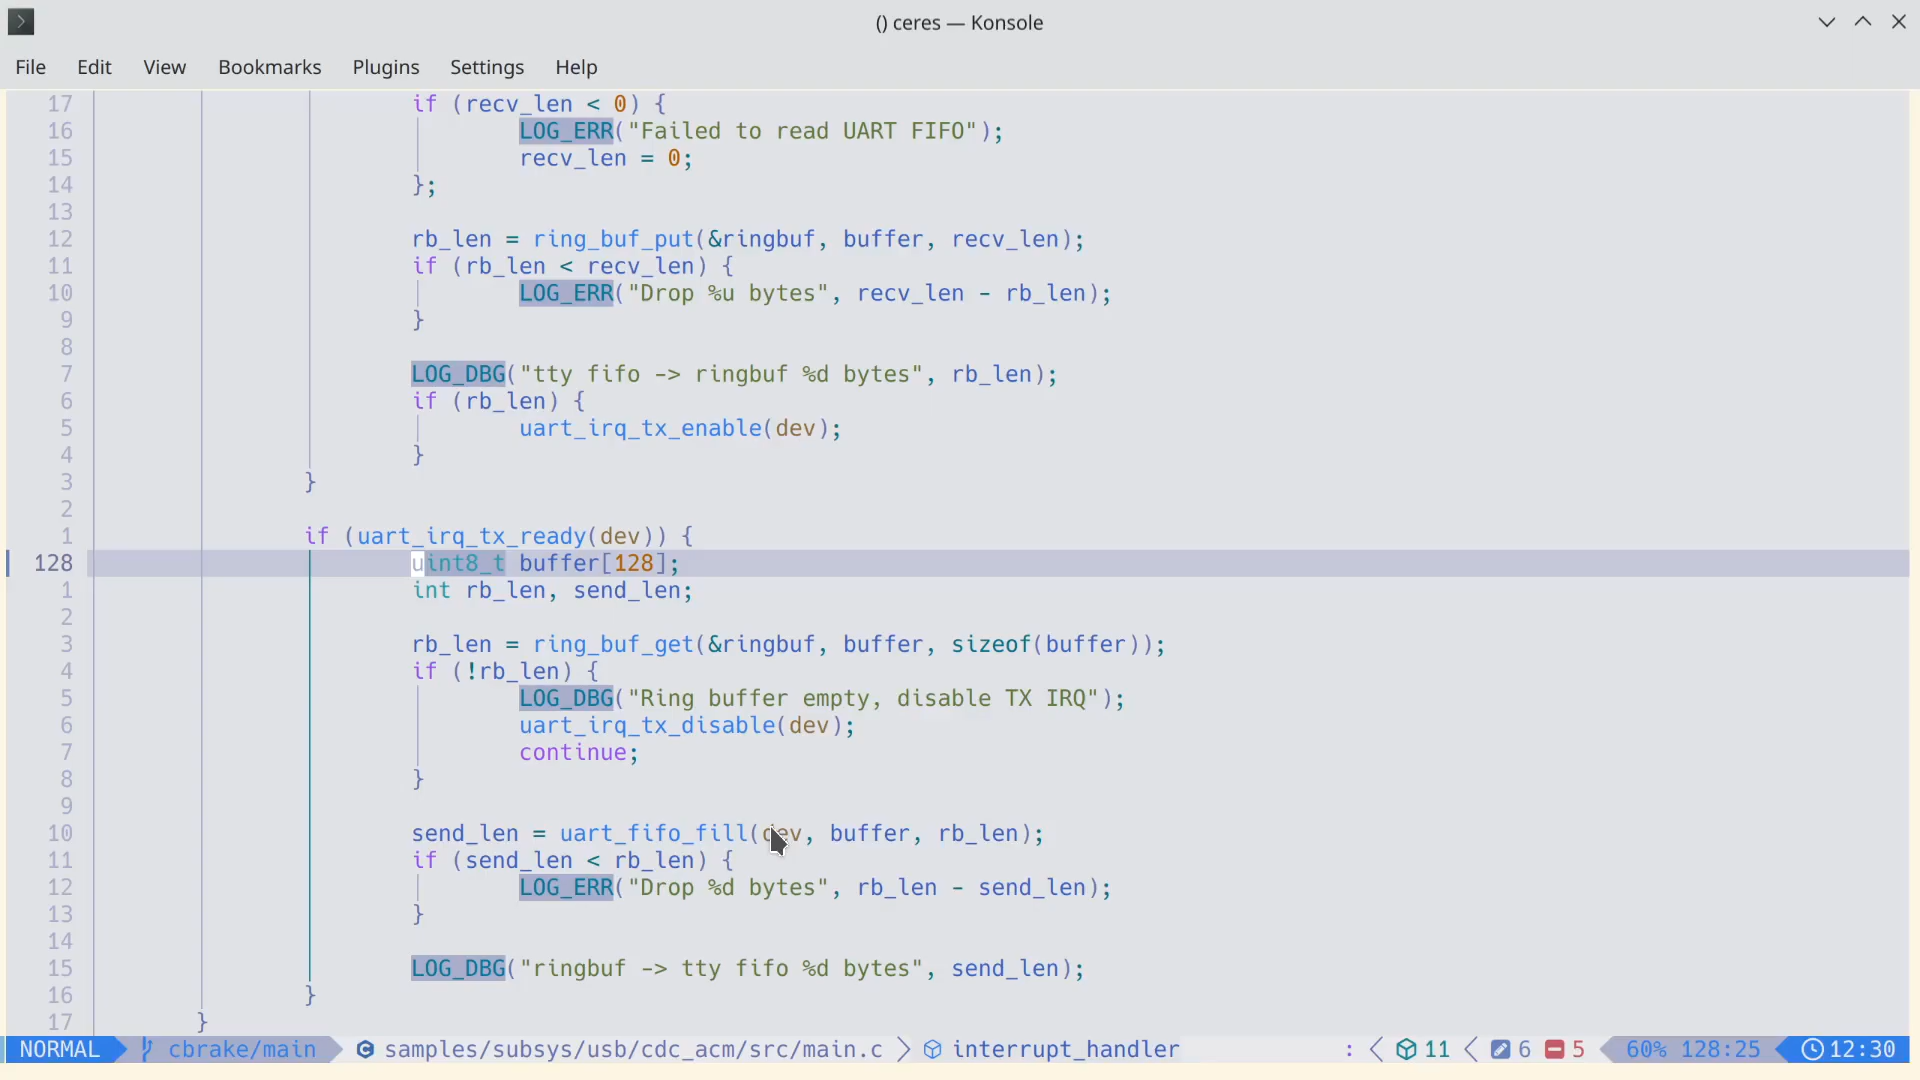 () ceres — Konsole
File Edit View Bookmarks Plugins Settings Help
17 if (recv_len < 0) {
16 LOG_ERR("Failed to read UART FIFO");
15 recv_len = 0;
14 };
13
12 rb_len = ring_buf_put(&ringbuf, buffer, recv_len);
11 if (rb_len < recv_len) {
10 LOG_ERR("Drop %u bytes", recv_len - rb_len);
9 }
8
7 LOG_DBG("tty fifo -> ringbuf %d bytes", rb_len);
6 if (rb_len) {
5 uart_irq_tx_enable(dev);
4 }
3 }
2
1 if (uart_irq_tx_ready(dev)) {
128 uint8_t buffer[128];
1 int rb_len, send_len;
2
3 rb_len = ring_buf_get(&ringbuf, buffer, sizeof(buffer));
4 if (!rb_len) {
5 LOG_DBG("Ring buffer empty, disable TX IRQ");
6 uart_irq_tx_disable(dev);
7 continue;
8 }
9
10 send_len = uart_fifo_fill(dev, buffer, rb_len);
11 if (send_len < rb_len) {
12 LOG_ERR("Drop %d bytes", rb_len - send_len);
13 }
14
15 LOG_DBG("ringbuf -> tty fifo %d bytes", send_len);
16 }
17 }
NORMAL cbrake/main samples/subsys/usb/cdc_acm/src/main.c interrupt_handler : 11 6 5 60% 128:25 12:30